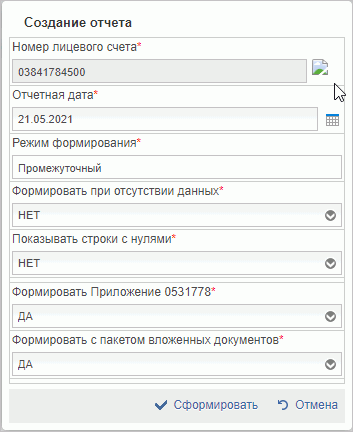 Создание отчета
Номер лицевого счета*
03841784500
Отчетная дата*
21.05.2021
Режим формирования*
Промежуточный
Формировать при отсутствии данных*
НЕТ
Показывать строки с нулями*
НЕТ
Формировать Приложение 0531778*
ДА
Формировать с пакетом вложенных документов*
ДА
Сформировать Отмена